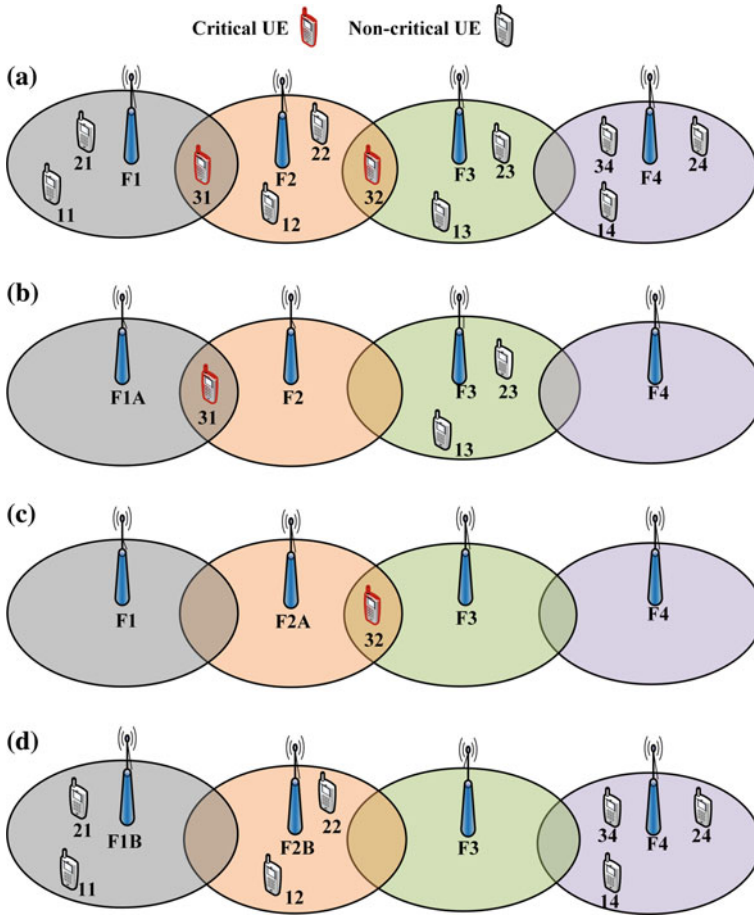 Critical UE Non-critical UE
(a)
21 22 23 34 24
F1 31 F2 32 F3 F4
11 12 13 14
(b)
F1A 31 F2 F3 23 F4
13
(c)
F1 F2A 32 F3 F4
(d)
21 22 34 24
F1B F2B F3 F4
11 12 14